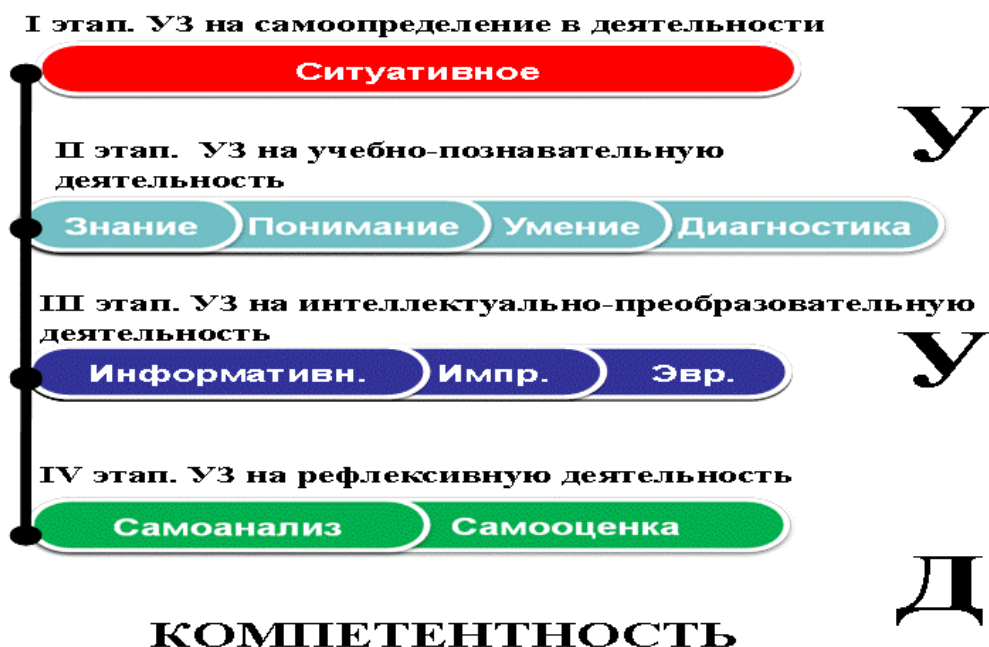 I этап. УЗ на самоопределение в деятельности
Ситуативное
У
II этап. УЗ на учебно-познавательную
деятельность
Знание Понимание Умение Диагностика
III этап. УЗ на интеллектуально-преобразовательную
деятельность
У
Информативн. Импр. Эвр.
IV этап. УЗ на рефлексивную деятельность
Самоанализ Самооценка
Д
КОМПЕТЕНТНОСТЬ